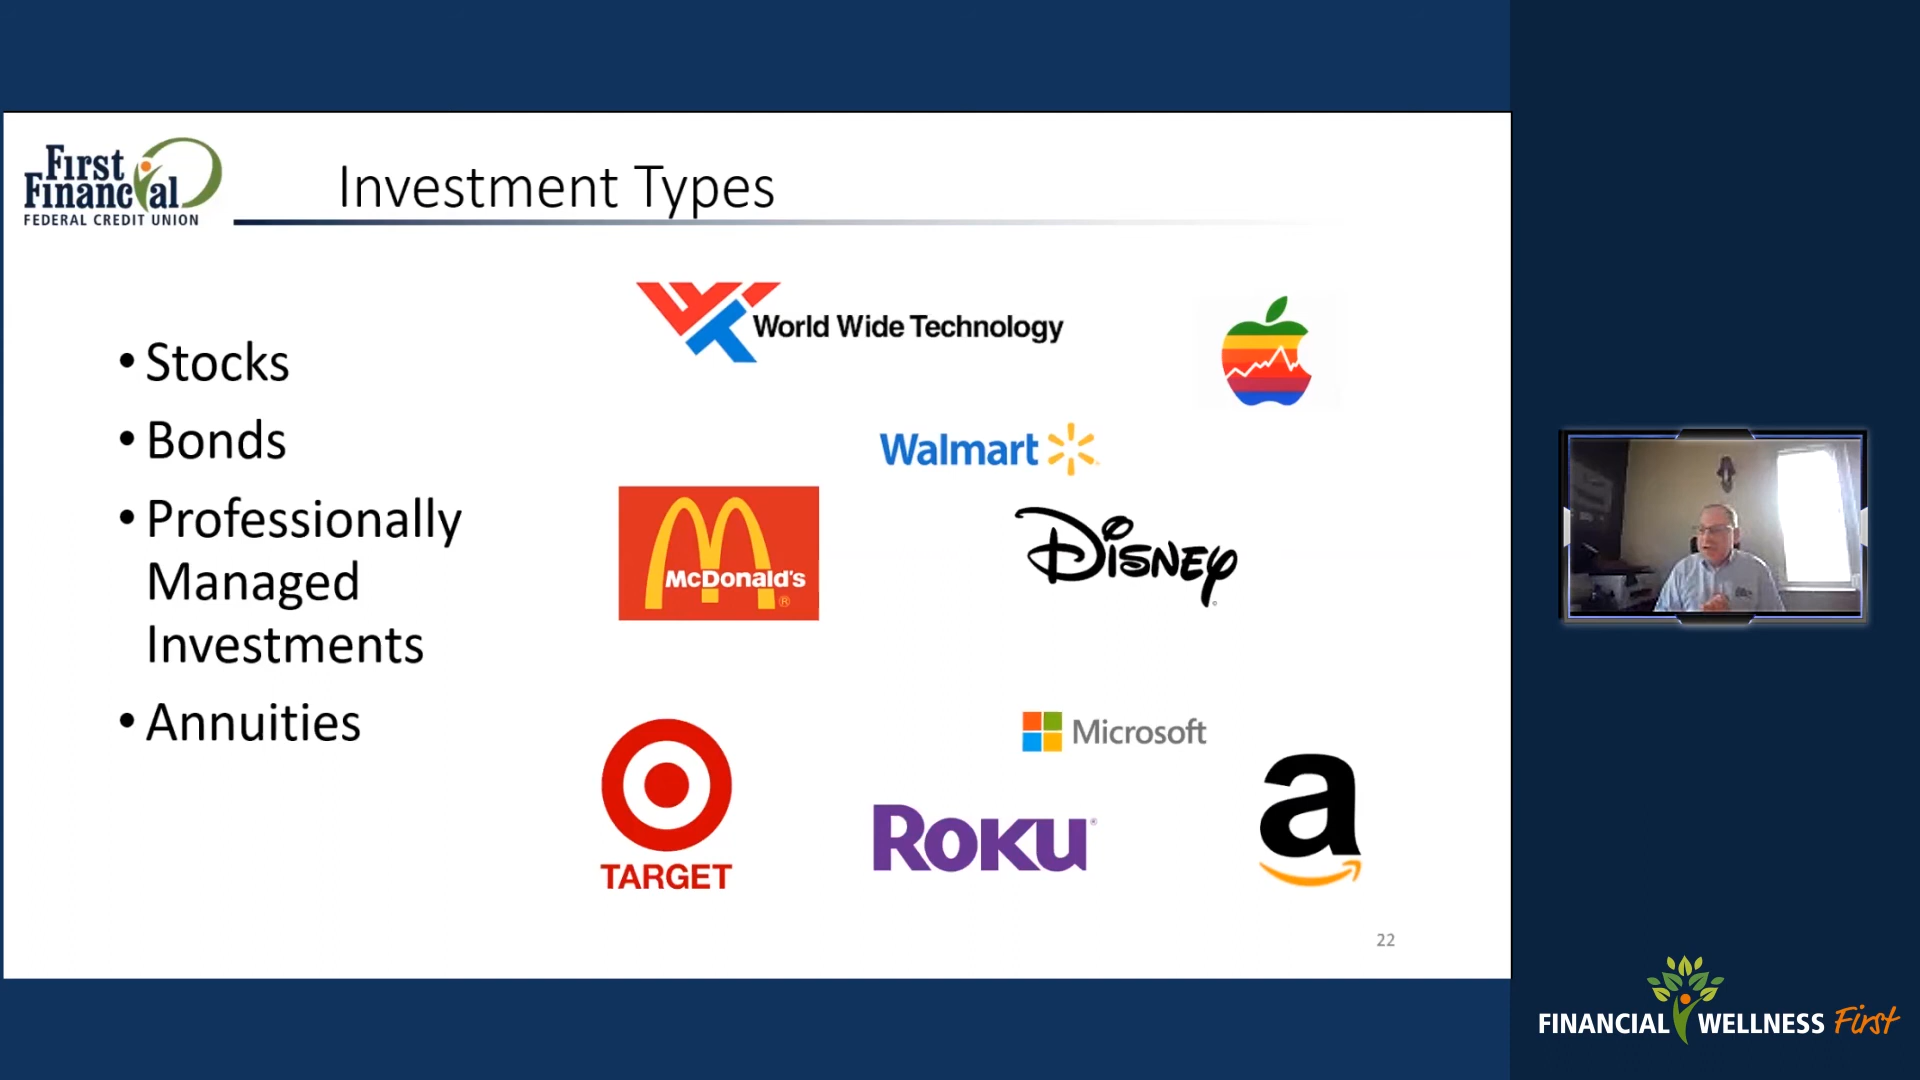 First
Financial
FEDERAL CREDIT UNION
Investment Types
• Stocks
• Bonds
• Professionally
Managed
Investments
• Annuities
World Wide Technology
Walmart
McDonald's
®
Disney
Microsoft
TARGET
ROKU
®
a
22
FINANCIAL WELLNESS First